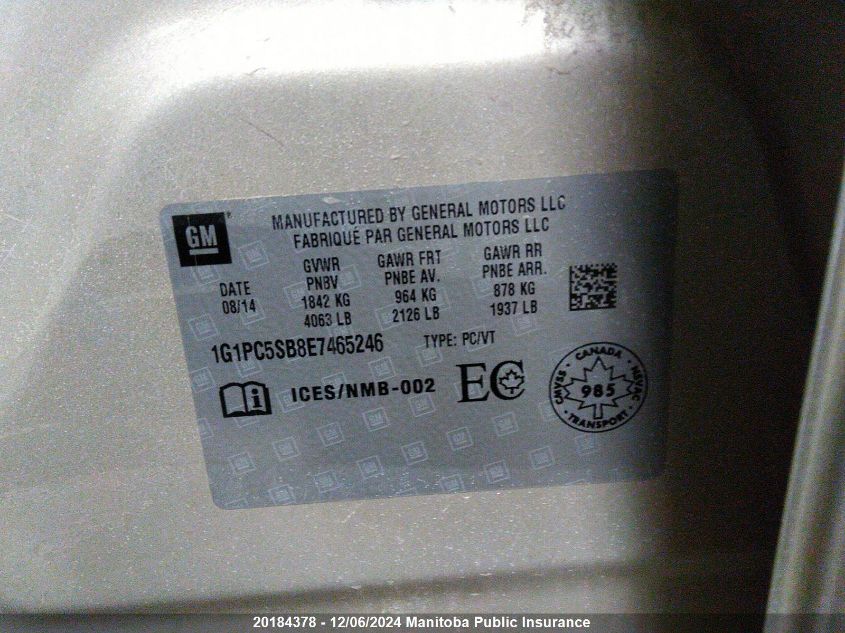 GM
MANUFACTURED BY GENERAL MOTORS LLC
FABRIQUÉ PAR GENERAL MOTORS LLC
DATE
08/14
GVWR
PNBV
1842 KG
4063 LB
GAWR FRT
PNBE AV.
964 KG
2126 LB
GAWR RR
PNBE ARR.
878 KG
1937 LB
1G1PC5SB8E7465246 TYPE: PC/VT
i ICES/NMB-002 EC
CANADA
CMVSS
985
NSVAC
TRANSPORT
20184378 - 12/06/2024 Manitoba Public Insurance